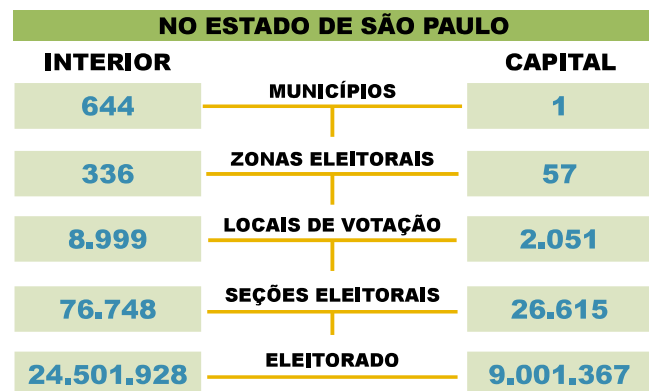 NO ESTADO DE SÃO PAULO
INTERIOR CAPITAL
644 MUNICÍPIOS 1
336 ZONAS ELEITORAIS 57
8.999 LOCAIS DE VOTAÇÃO 2.051
76.748 SEÇÕES ELEITORAIS 26.615
24.501.928 ELEITORADO 9.001.367